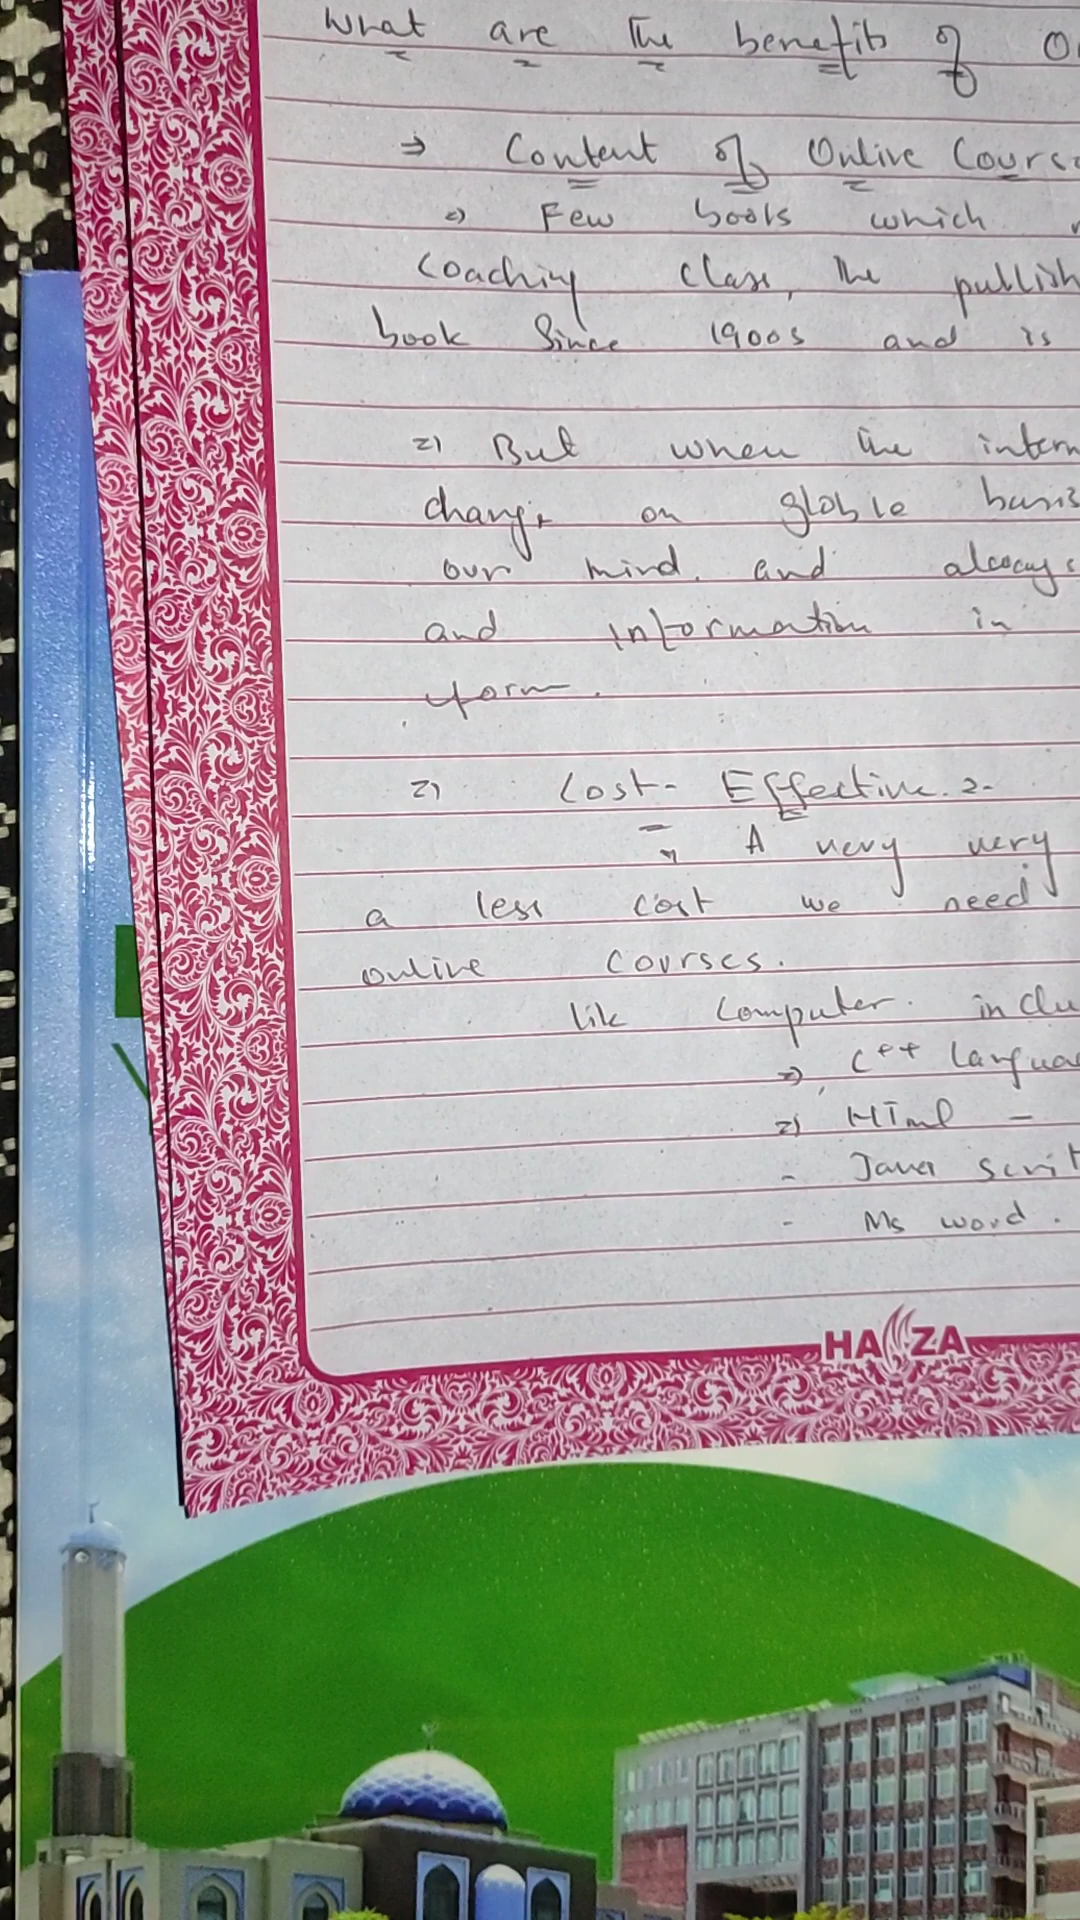 What are the benefits of O
⇒ Content of Online Cours
⇒ Few books which
Coaching class, the publish
book Since 1900s and is
2) But when the intern
change on globle basis
our mind. and always
and information in
form.
2) Cost- Effective :-
⇒ A very very
a less cost we need
online courses.
like Computer. inclu
⇒ C++ Languag
2) HTml -
- Java Scrit
- Ms word.
HAMZA